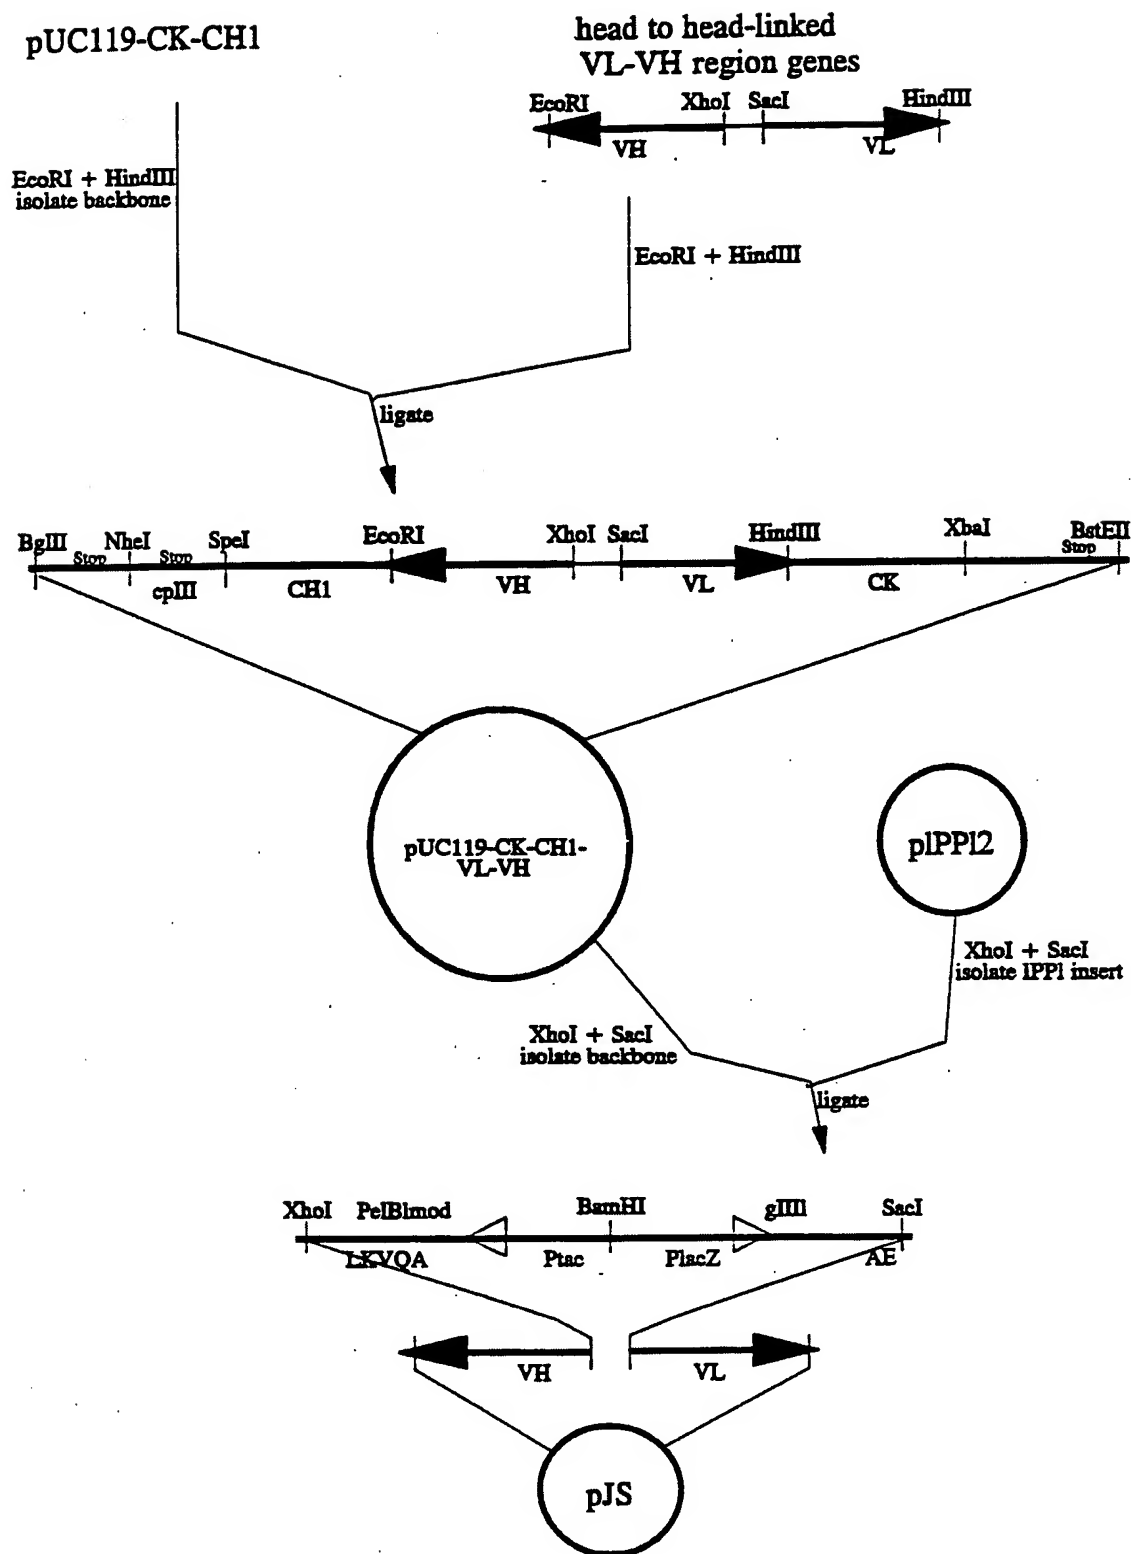 pUC119-CK-CH1
head to head-linked
VL-VH region genes
EcoRI XhoI SacI HindIII
VH VL
EcoRI + HindIII
isolate backbone
EcoRI + HindIII
ligate
BglII NheI SpeI EcoRI XhoI SacI HindIII XbaI BstEII
Stop Stop Stop
cpIII CH1 VH VL CK
pUC119-CK-CH1-
VL-VH
pIPPI2
XhoI + SacI
isolate IPPI insert
XhoI + SacI
isolate backbone
ligate
XhoI PelBlmod BamHI gIIII SacI
LKVQA Ptac PlacZ AE
VH VL
pJS